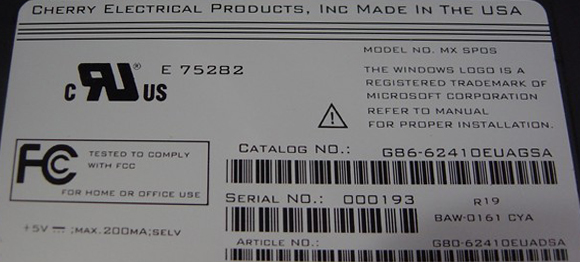 CHERRY ELECTRICAL PRODUCTS, INC MADE IN THE USA
MODEL NO. MX SPOS
C RU ® US E 75282
THE WINDOWS LOGO IS A
REGISTERED TRADEMARK OF
MICROSOFT CORPORATION
REFER TO MANUAL
FOR PROPER INSTALLATION.
FC TESTED TO COMPLY
WITH FCC
FOR HOME OR OFFICE USE
CATALOG NO.: G86-62410EUAGSA
SERIAL NO.: 000193 R19
BAW-0161 CYA
+5V ⎓ ;MAX.200MA;SELV
ARTICLE NO.: G80-62410EUADSA